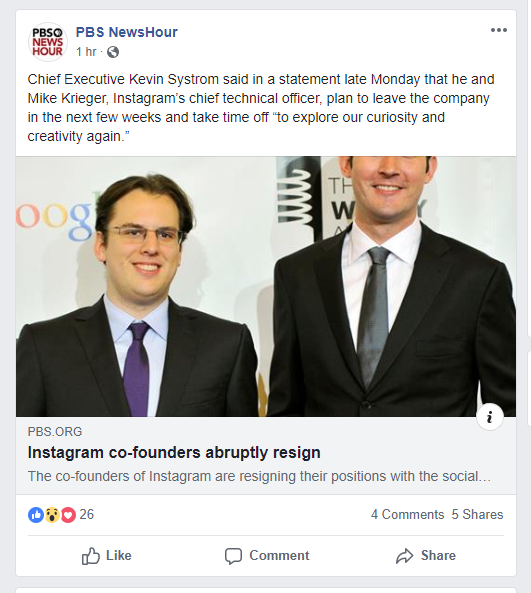 PBS
NEWS
HOUR
PBS NewsHour
1 hr ·
Chief Executive Kevin Systrom said in a statement late Monday that he and
Mike Krieger, Instagram’s chief technical officer, plan to leave the company
in the next few weeks and take time off “to explore our curiosity and
creativity again.”
oogl
TH
W Y
A
i
PBS.ORG
Instagram co-founders abruptly resign
The co-founders of Instagram are resigning their positions with the social...
26
4 Comments 5 Shares
Like Comment Share